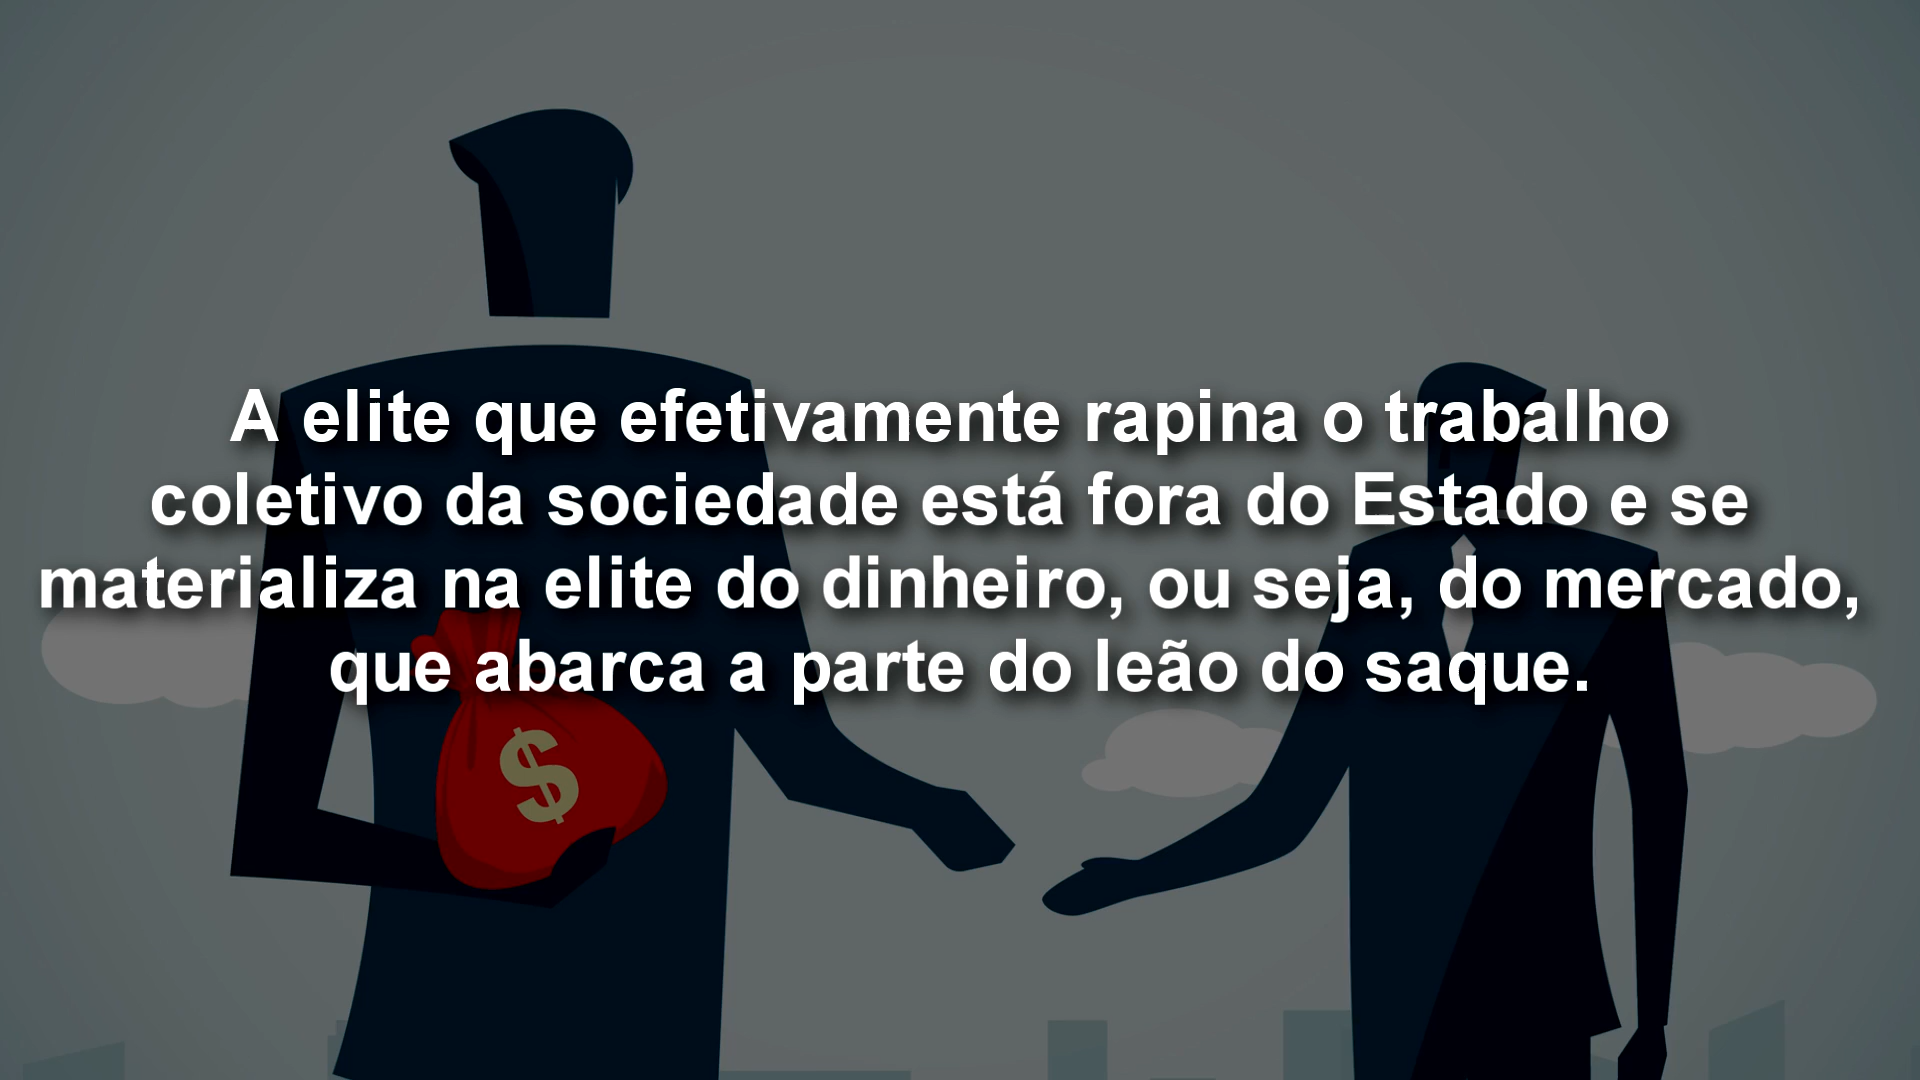 A elite que efetivamente rapina o trabalho
coletivo da sociedade está fora do Estado e se
materializa na elite do dinheiro, ou seja, do mercado,
que abarca a parte do leão do saque.
$